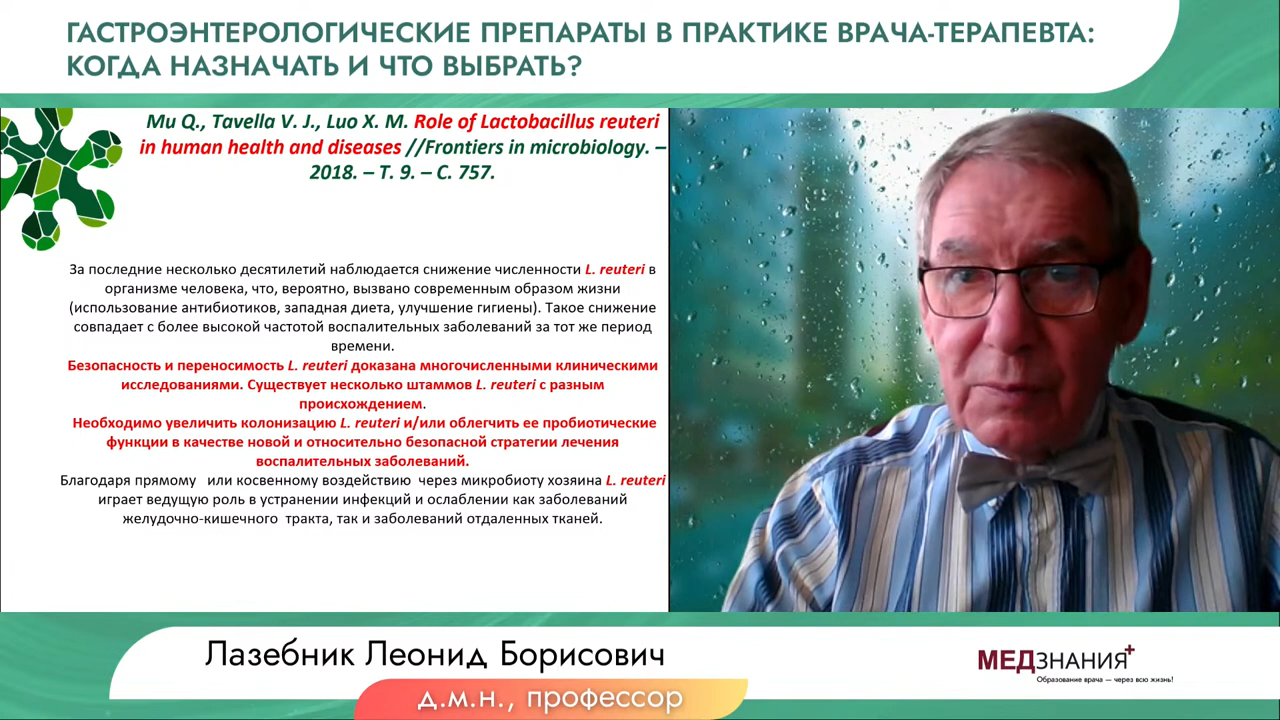 ГАСТРОЭНТЕРОЛОГИЧЕСКИЕ ПРЕПАРАТЫ В ПРАКТИКЕ ВРАЧА-ТЕРАПЕВТА:
КОГДА НАЗНАЧАТЬ И ЧТО ВЫБРАТЬ?
Mu Q., Tavella V. J., Luo X. M. Role of Lactobacillus reuteri
in human health and diseases //Frontiers in microbiology. –
2018. – Т. 9. – С. 757.
За последние несколько десятилетий наблюдается снижение численности L. reuteri в
организме человека, что, вероятно, вызвано современным образом жизни
(использование антибиотиков, западная диета, улучшение гигиены). Такое снижение
совпадает с более высокой частотой воспалительных заболеваний за тот же период
времени.
Безопасность и переносимость L. reuteri доказана многочисленными клиническими
исследованиями. Существует несколько штаммов L. reuteri с разным
происхождением.
Необходимо увеличить колонизацию L. reuteri и/или облегчить ее пробиотические
функции в качестве новой и относительно безопасной стратегии лечения
воспалительных заболеваний.
Благодаря прямому или косвенному воздействию через микробиоту хозяина L. reuteri
играет ведущую роль в устранении инфекций и ослаблении как заболеваний
желудочно-кишечного тракта, так и заболеваний отдаленных тканей.
Лазебник Леонид Борисович
д.м.н., профессор
МЕДЗНАНИЯ+
Образование врача — через всю жизнь!